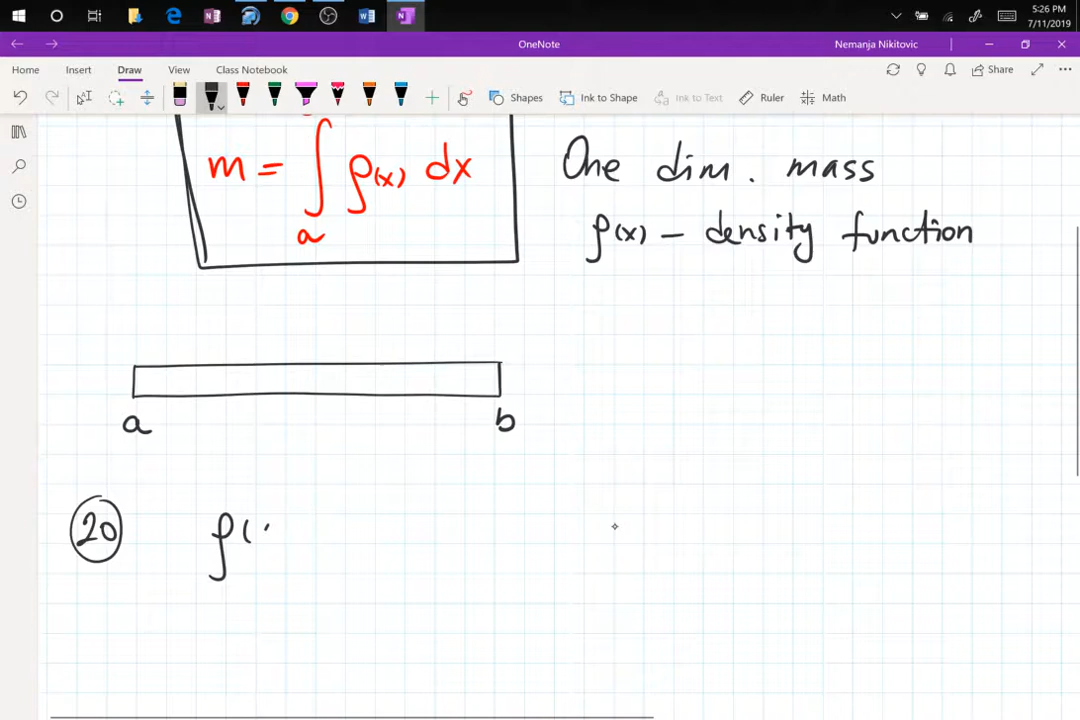 5:26 PM
7/11/2019
OneNote
Nemanja Nikitovic
Home Insert Draw View Class Notebook
Share
Shapes Ink to Shape Ink to Text Ruler Math
m = ∫ ρ(x) dx
a
One dim. mass
ρ(x) – density function
a b
20 ρ(